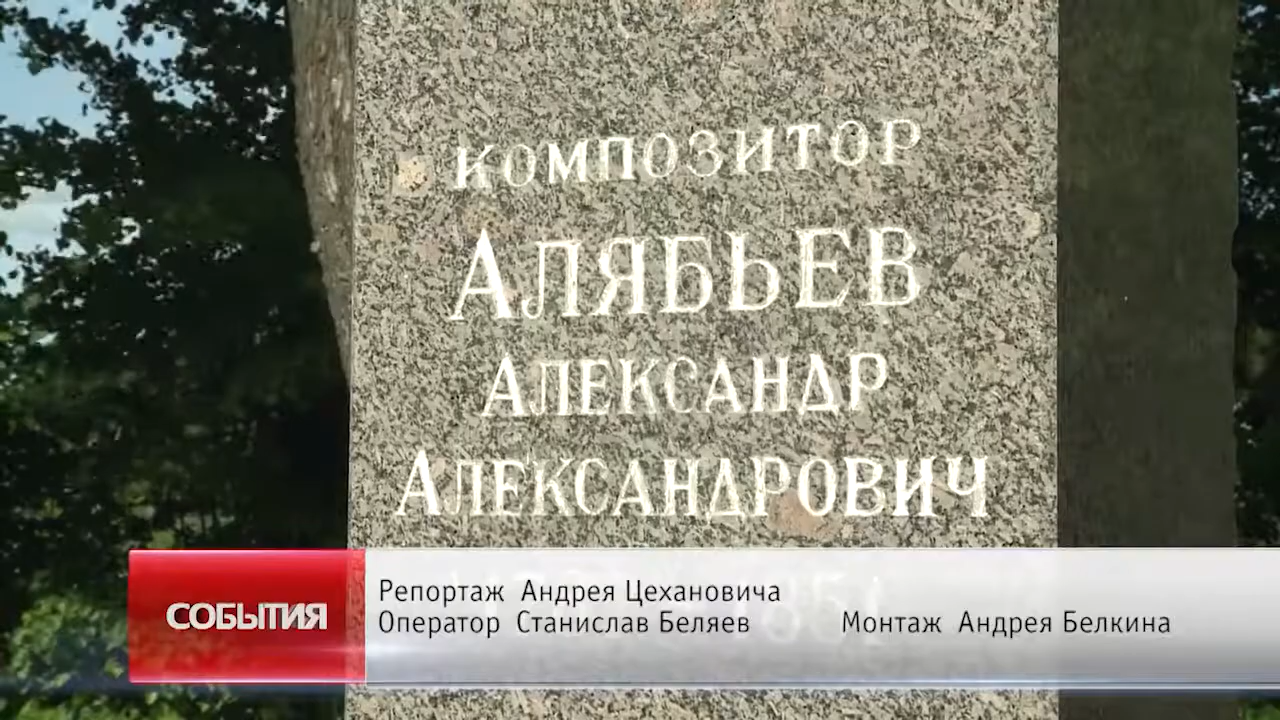 КОМПОЗИТОР
АЛЯБЬЕВ
АЛЕКСАНДР
АЛЕКСАНДРОВИЧ
СОБЫТИЯ
Репортаж Андрея Цехановича
Оператор Станислав Беляев
Монтаж Андрея Белкина